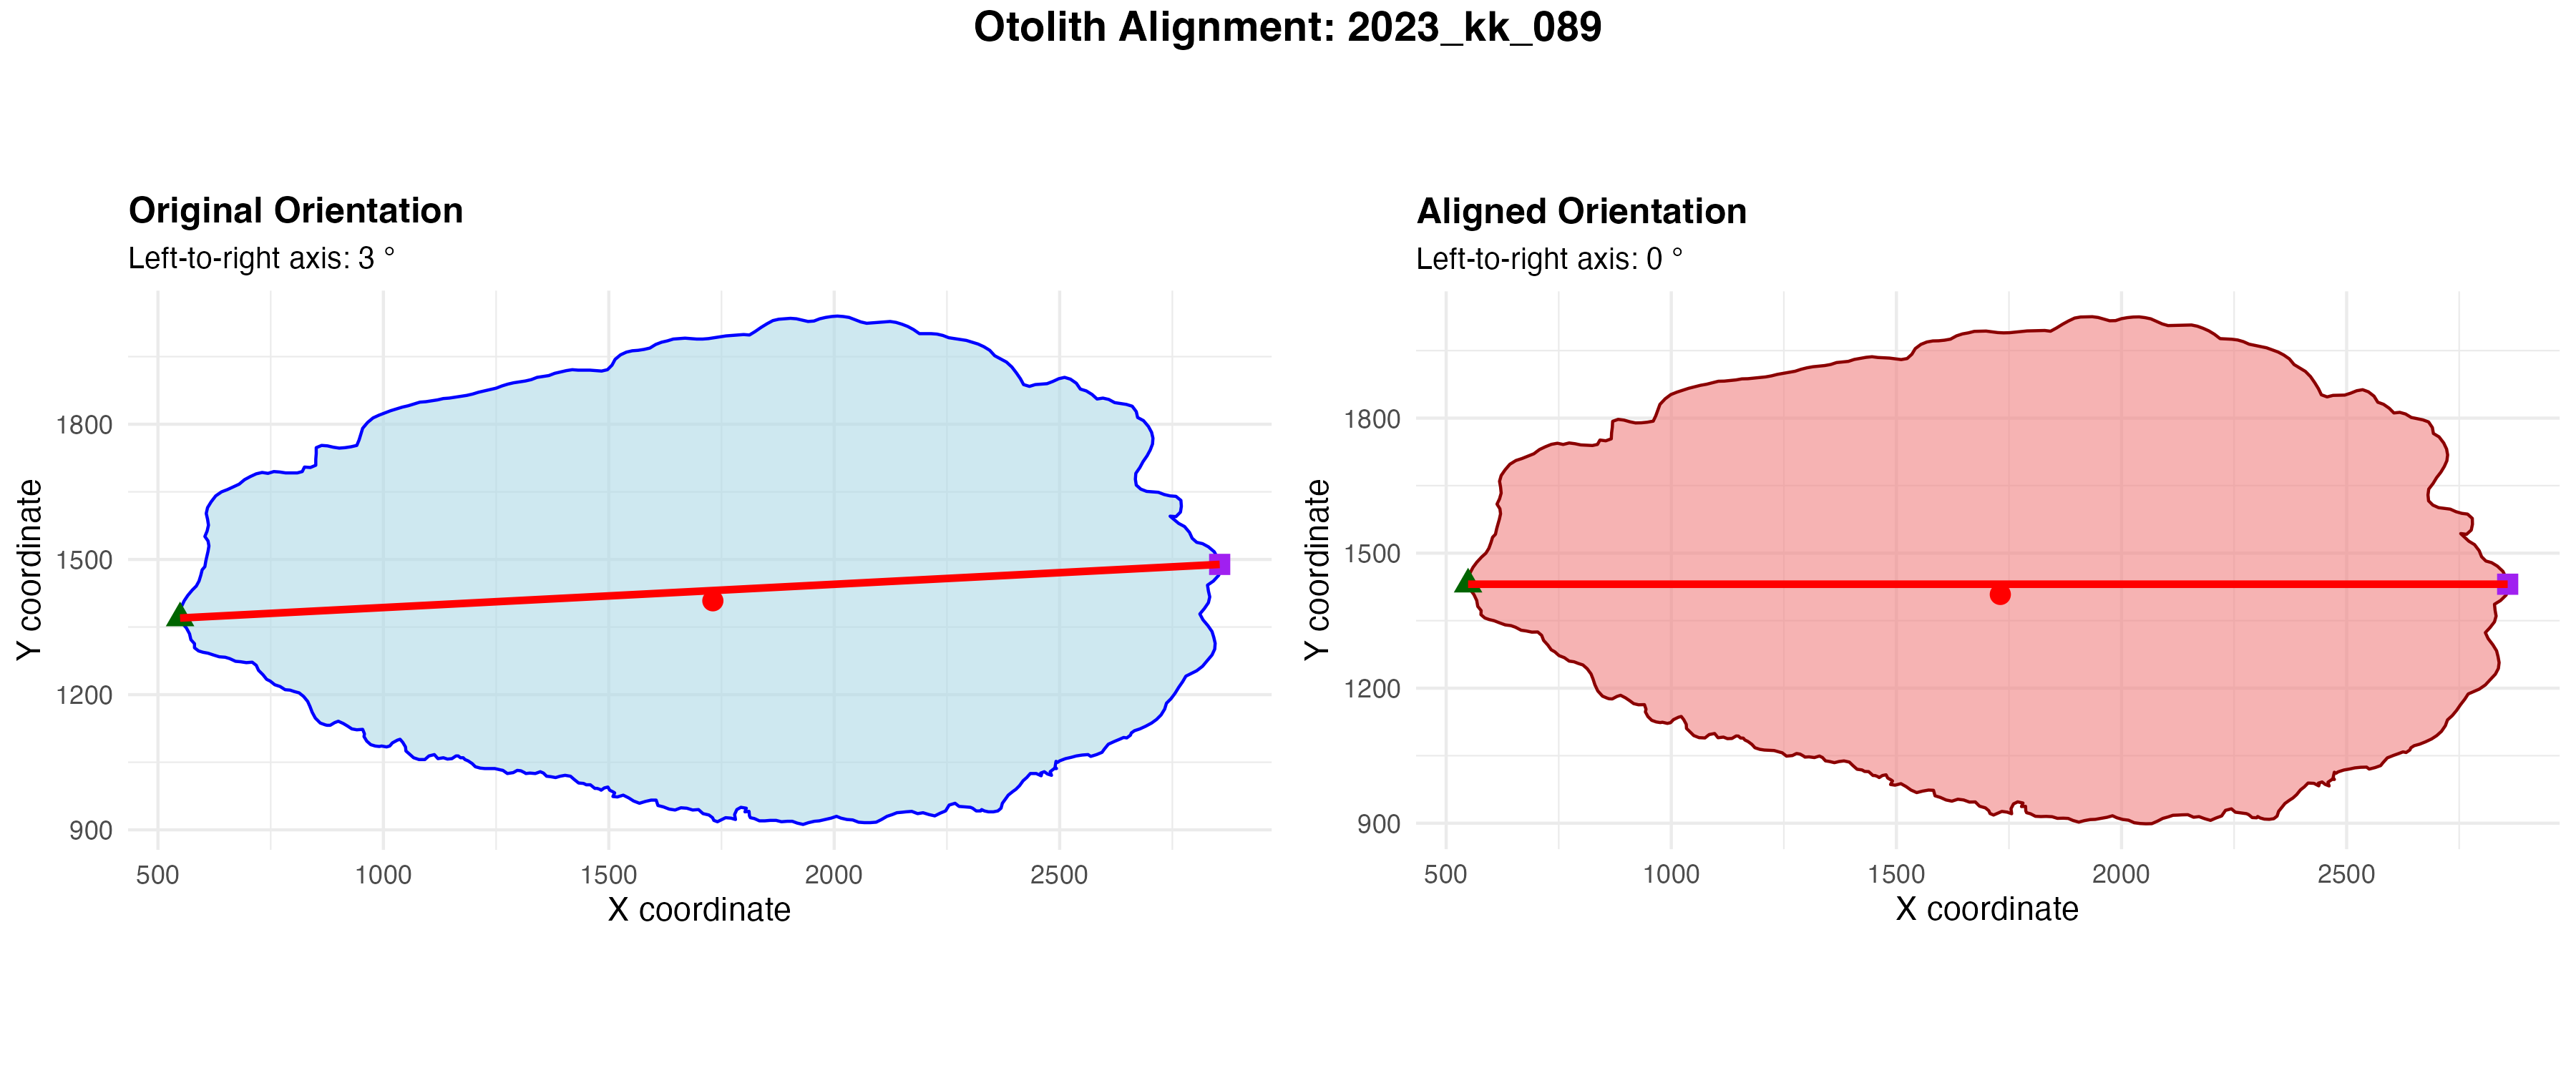 Otolith Alignment: 2023_kk_089
Original Orientation
Left-to-right axis: 3 °
1800
1500
1200
900
Y coordinate
500 1000 1500 2000 2500
X coordinate
Aligned Orientation
Left-to-right axis: 0 °
1800
1500
1200
900
Y coordinate
500 1000 1500 2000 2500
X coordinate